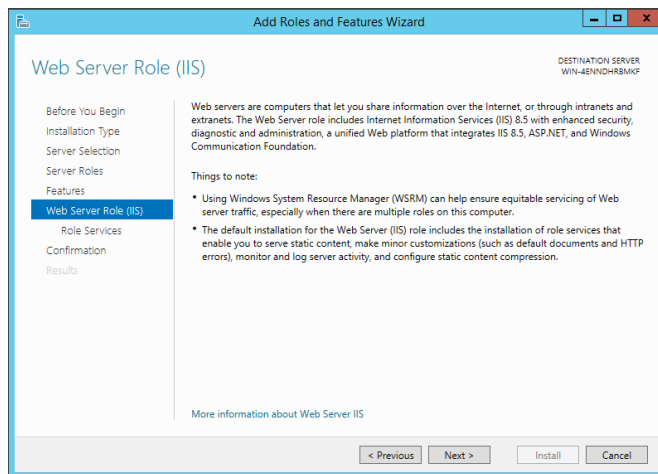 Add Roles and Features Wizard
Web Server Role (IIS)
DESTINATION SERVER
WIN-4ENNDHRBMKF
Before You Begin
Installation Type
Server Selection
Server Roles
Features
Web Server Role (IIS)
Role Services
Confirmation
Results
Web servers are computers that let you share information over the Internet, or through intranets and
extranets. The Web Server role includes Internet Information Services (IIS) 8.5 with enhanced security,
diagnostic and administration, a unified Web platform that integrates IIS 8.5, ASP.NET, and Windows
Communication Foundation.
Things to note:
• Using Windows System Resource Manager (WSRM) can help ensure equitable servicing of Web
server traffic, especially when there are multiple roles on this computer.
• The default installation for the Web Server (IIS) role includes the installation of role services that
enable you to serve static content, make minor customizations (such as default documents and HTTP
errors), monitor and log server activity, and configure static content compression.
More information about Web Server IIS
< Previous
Next >
Install
Cancel